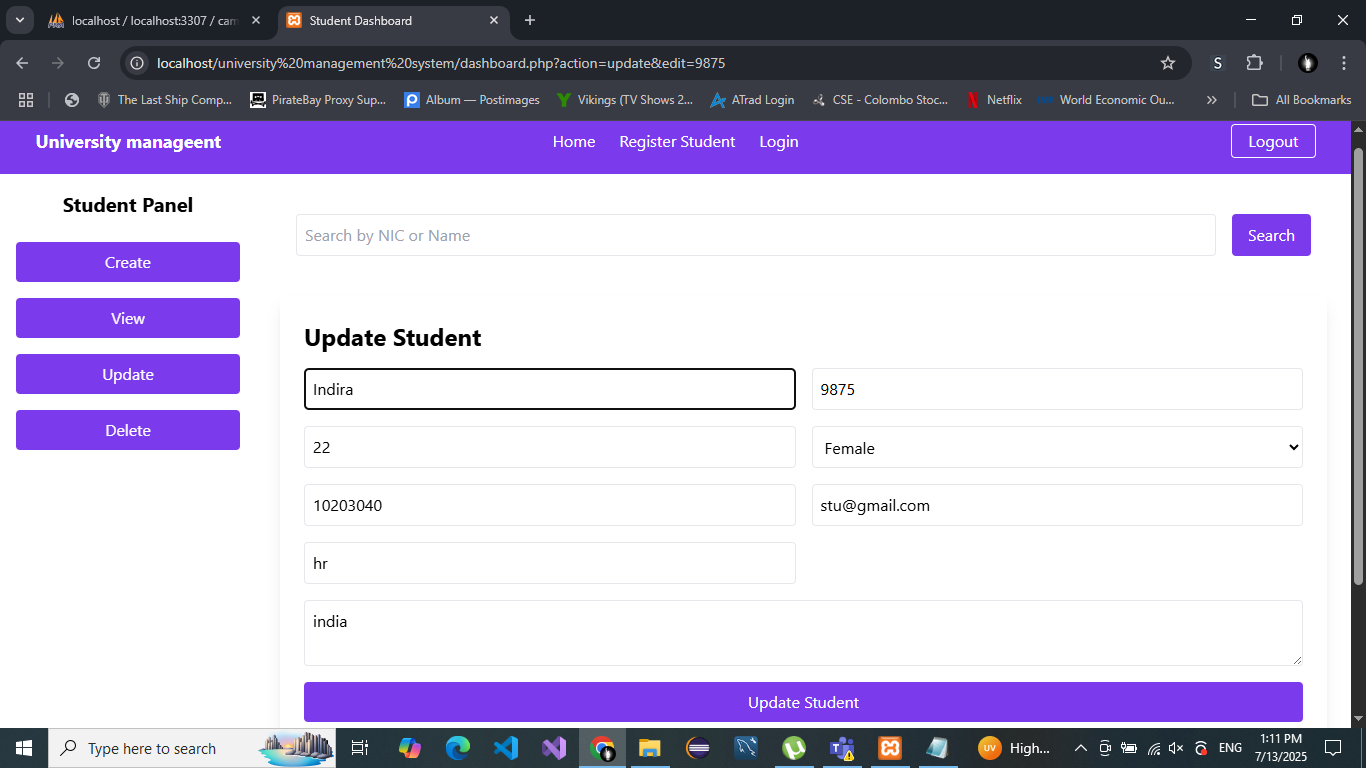 localhost / localhost:3307 / cam
Student Dashboard
localhost/university%20management%20system/dashboard.php?action=update&edit=9875
S
The Last Ship Comp...
PirateBay Proxy Sup...
Album — Postimages
Vikings (TV Shows 2...
ATrad Login
CSE - Colombo Stoc...
Netflix
World Economic Ou...
All Bookmarks
University manageent
Home
Register Student
Login
Logout
Student Panel
Create
View
Update
Delete
Search by NIC or Name
Search
Update Student
Indira
9875
22
Female
10203040
stu@gmail.com
hr
india
Update Student
Type here to search
UV
High...
ENG
1:11 PM
7/13/2025